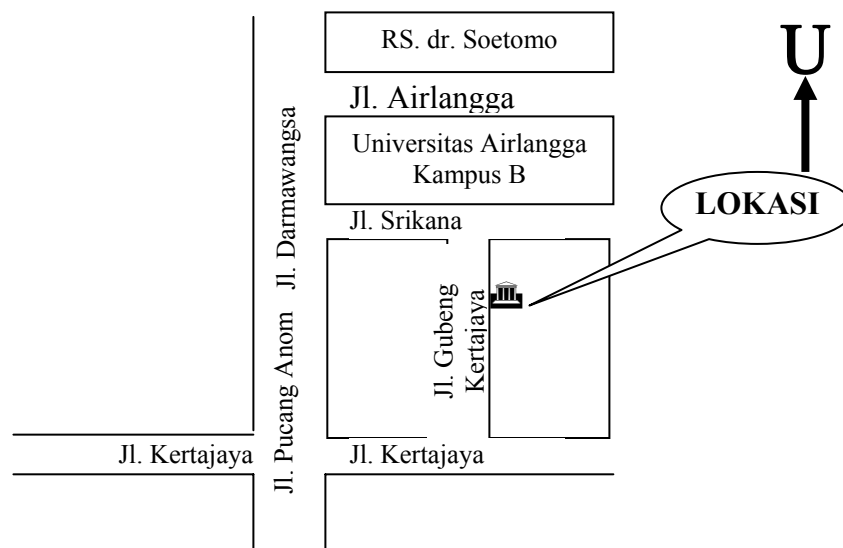 RS. dr. Soetomo
U
Jl. Airlangga
Universitas Airlangga
Kampus B
LOKASI
Jl. Srikana
Jl. Darmawangsa
Jl. Gubeng
Kertajaya
Jl. Pucang Anom
Jl. Kertajaya
Jl. Kertajaya